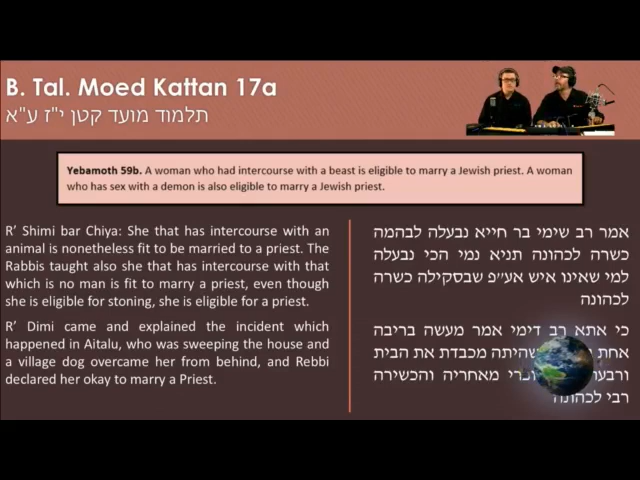 B. Tal. Moed Kattan 17a
תלמוד מועד קטן י"ז ע"א
Yebamoth 59b. A woman who had intercourse with a beast is eligible to marry a Jewish priest. A woman
who has sex with a demon is also eligible to marry a Jewish priest.
R’ Shimi bar Chiya: She that has intercourse with an
animal is nonetheless fit to be married to a priest. The
Rabbis taught also she that has intercourse with that
which is no man is fit to marry a priest, even though
she is eligible for stoning, she is eligible for a priest.
R’ Dimi came and explained the incident which
happened in Aitalu, who was sweeping the house and
a village dog overcame her from behind, and Rebbi
declared her okay to marry a Priest.
אמר רב שימי בר חייא נבעלה לבהמה
כשרה לכהונה תניא נמי הכי נבעלה
למי שאינו איש אע״פ שבסקילה כשרה
לכהונה
כי אתא רב דימי אמר מעשה בריבה
אחת שהיתה מכבדת את הבית
מאחריה והכשירה
רבי לכהונה